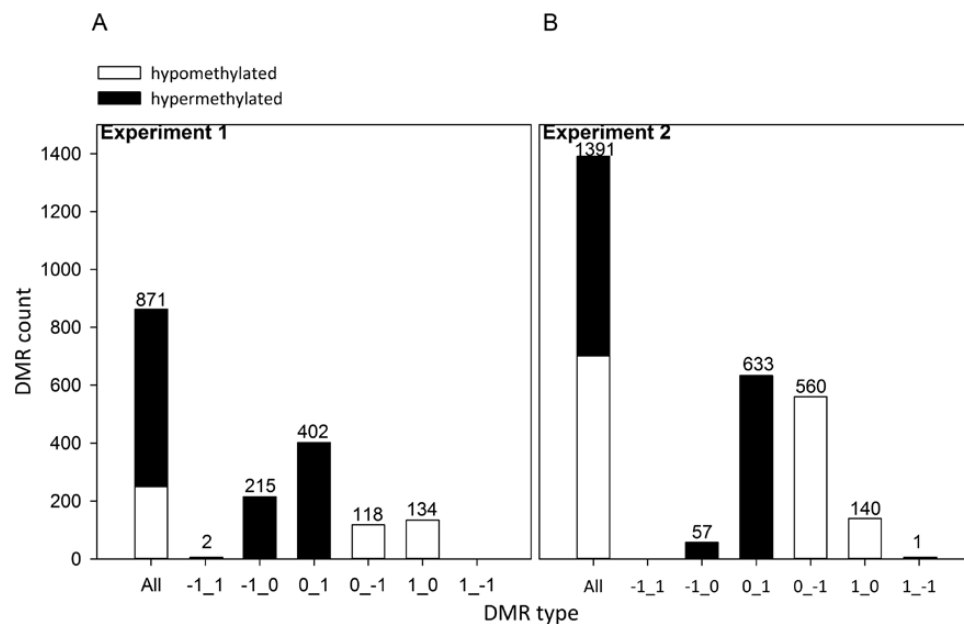 A
B
hypomethylated
hypermethylated
Experiment 1
Experiment 2
DMR count
1400
1200
1000
800
600
400
200
0
871
2
215
402
118
134
1391
57
633
560
140
1
All -1_1 -1_0 0_1 0_-1 1_0 1_-1
All -1_1 -1_0 0_1 0_-1 1_0 1_-1
DMR type